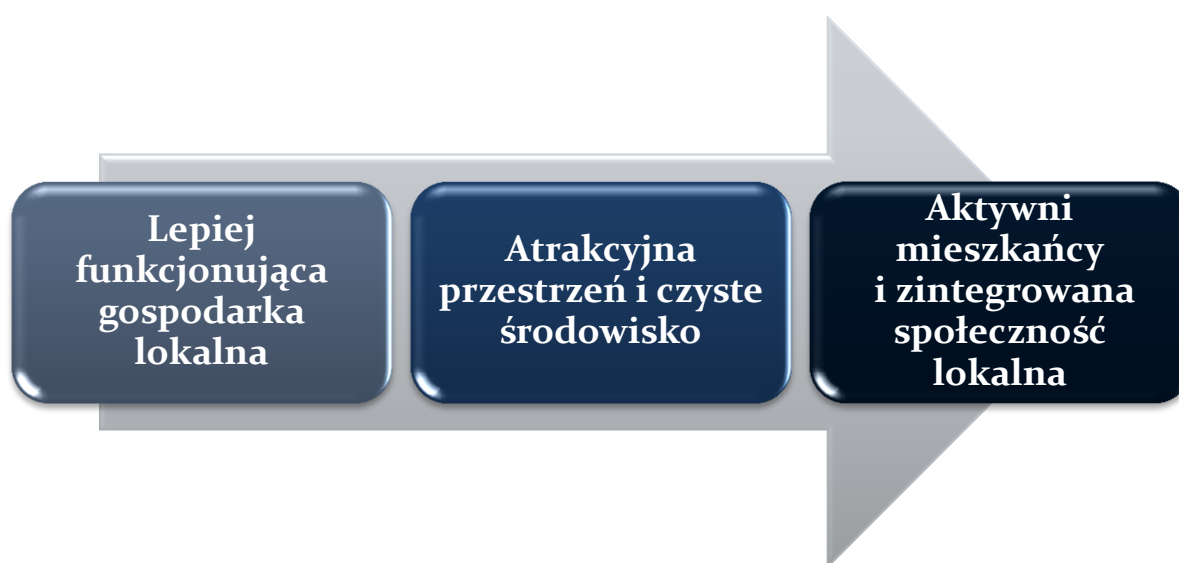 Lepiej
funkcjonująca
gospodarka
lokalna
Atrakcyjna
przestrzeń i czyste
środowisko
Aktywni
mieszkańcy
i zintegrowana
społeczność
lokalna